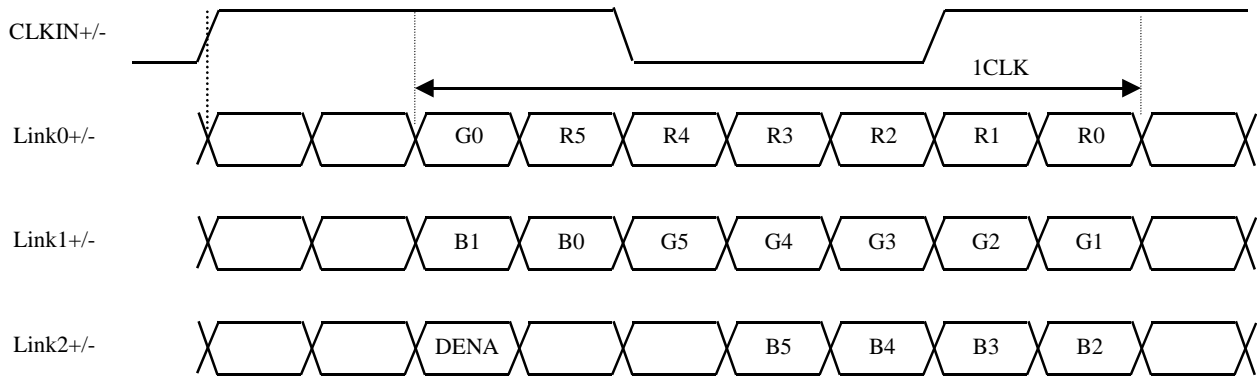 CLKIN+/-
1CLK
Link0+/- G0 R5 R4 R3 R2 R1 R0
Link1+/- B1 B0 G5 G4 G3 G2 G1
Link2+/- DENA B5 B4 B3 B2